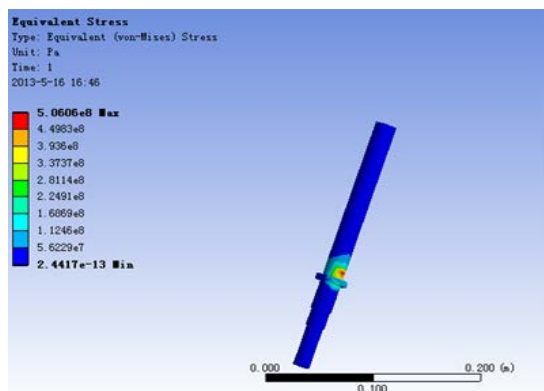 Equivalent Stress
Type: Equivalent (von-Mises) Stress
Unit: Pa
Time: 1
2013-5-16 16:46
5.0606e8 Max
4.4983e8
3.936e8
3.3737e8
2.8114e8
2.2491e8
1.6869e8
1.1246e8
5.6229e7
2.4417e-13 Min
0.000
0.200 (m)
0.100